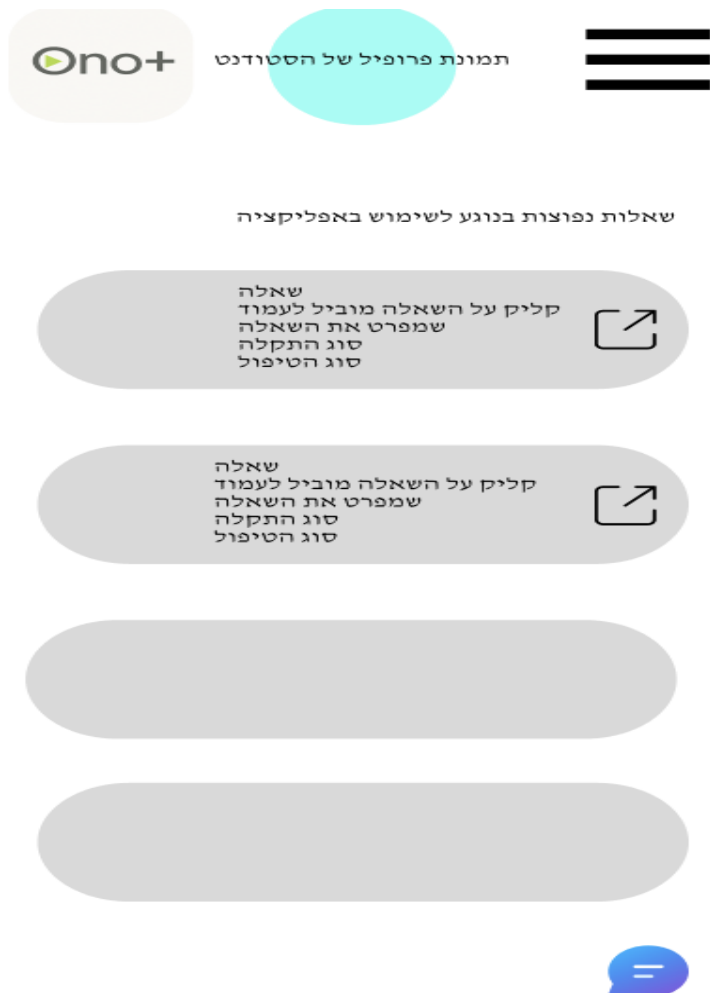 Ono+
תמונת פרופיל של הסטודנט
שאלות נפוצות בנוגע לשימוש באפליקציה
שאלה
קליק על השאלה מוביל לעמוד
שמפרט את השאלה
סוג התקלה
סוג הטיפול
שאלה
קליק על השאלה מוביל לעמוד
שמפרט את השאלה
סוג התקלה
סוג הטיפול